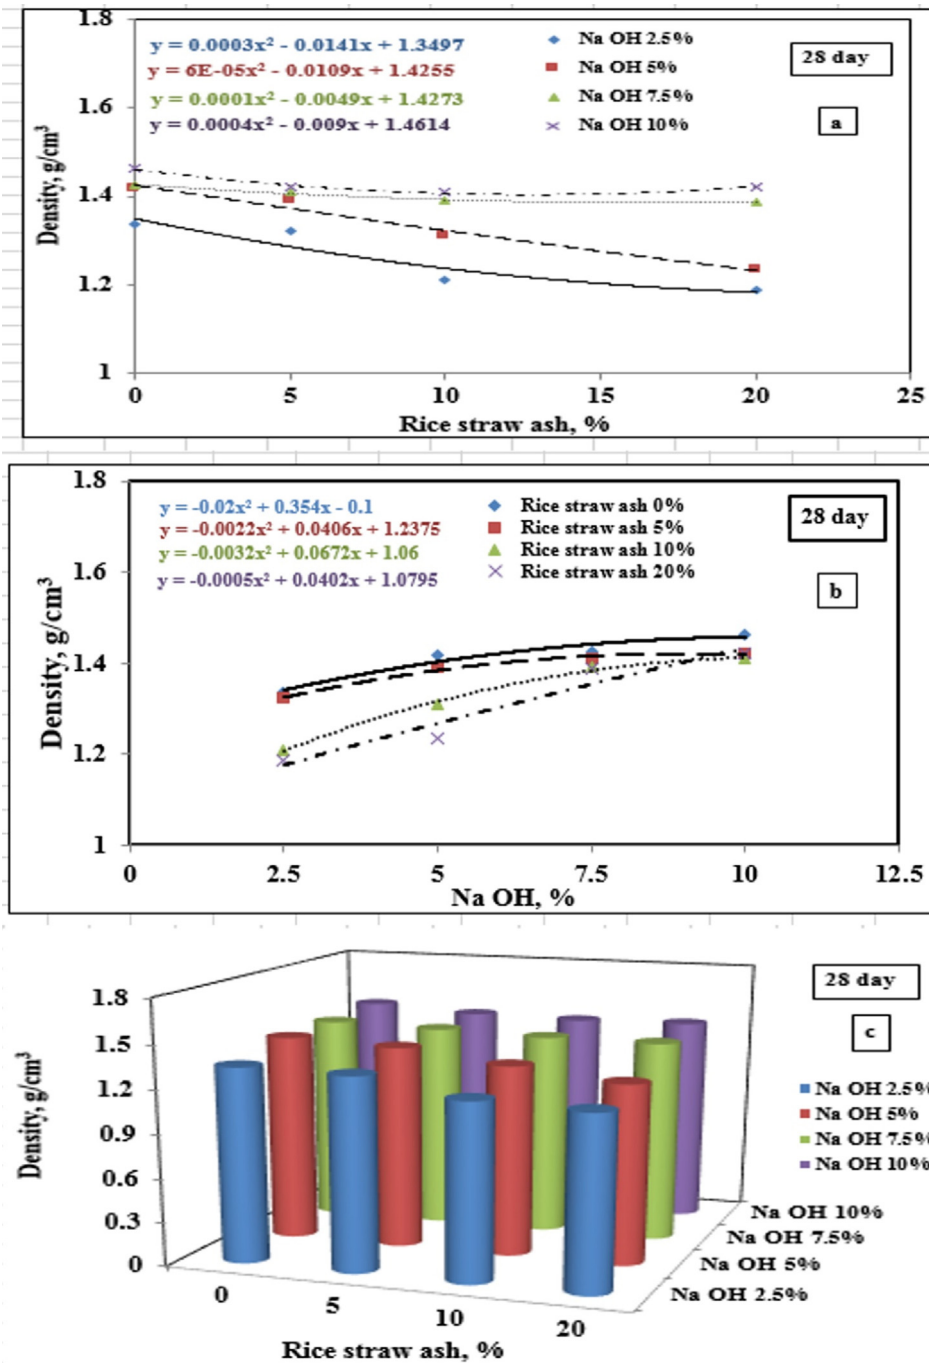 1.8
1.6
1.4
1.2
1
Density, g/cm³
y = 0.0003x² - 0.0141x + 1.3497
y = 6E-05x² - 0.0109x + 1.4255
y = 0.0001x² - 0.0049x + 1.4273
y = 0.0004x² - 0.009x + 1.4614
Na OH 2.5%
Na OH 5%
Na OH 7.5%
Na OH 10%
28 day
a
0 5 10 15 20 25
Rice straw ash, %
1.8
1.6
1.4
1.2
1
Density, g/cm³
y = -0.02x² + 0.354x - 0.1
y = -0.0022x² + 0.0406x + 1.2375
y = -0.0032x² + 0.0672x + 1.06
y = -0.0005x² + 0.0402x + 1.0795
Rice straw ash 0%
Rice straw ash 5%
Rice straw ash 10%
Rice straw ash 20%
28 day
b
0 2.5 5 7.5 10 12.5
Na OH, %
1.8
1.5
1.2
0.9
0.6
0.3
0
Density, g/cm³
28 day
c
Na OH 2.5%
Na OH 5%
Na OH 7.5%
Na OH 10%
Na OH 10%
Na OH 7.5%
Na OH 5%
Na OH 2.5%
0 5 10 20
Rice straw ash, %